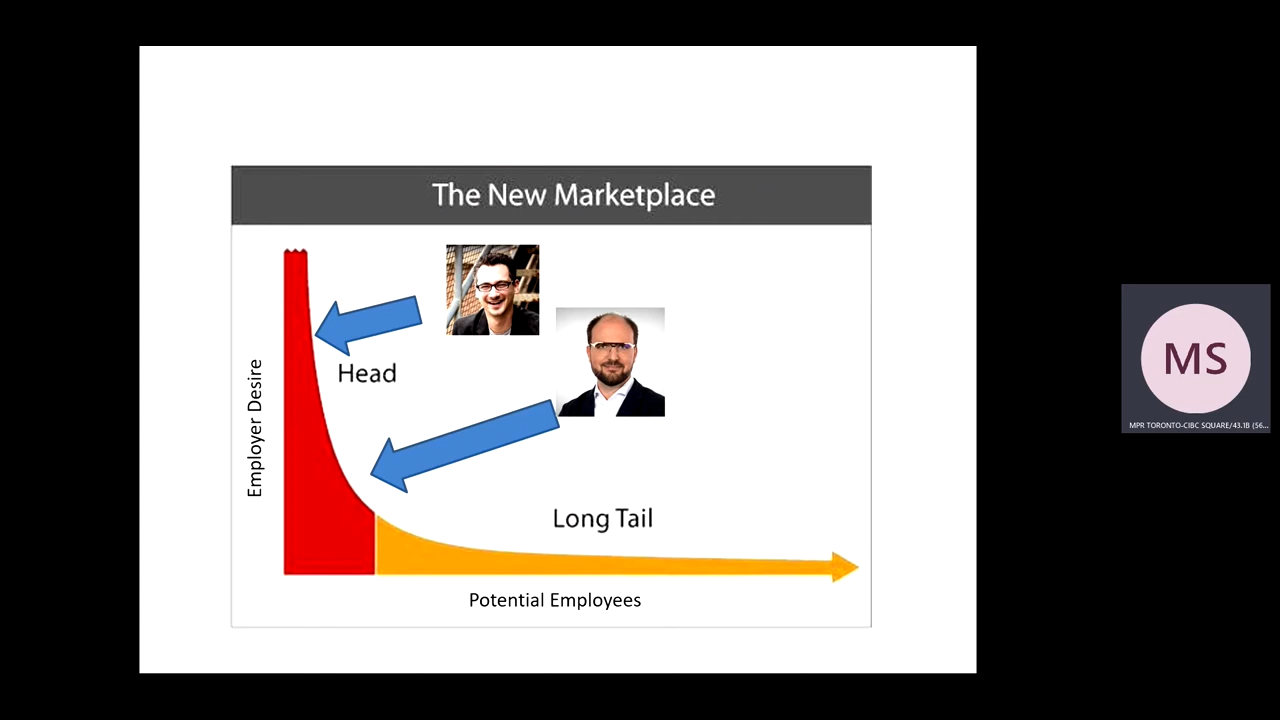 The New Marketplace
Head
Employer Desire
Long Tail
Potential Employees
MS
MPR TORONTO-CIBC SQUARE/43.1B (56...